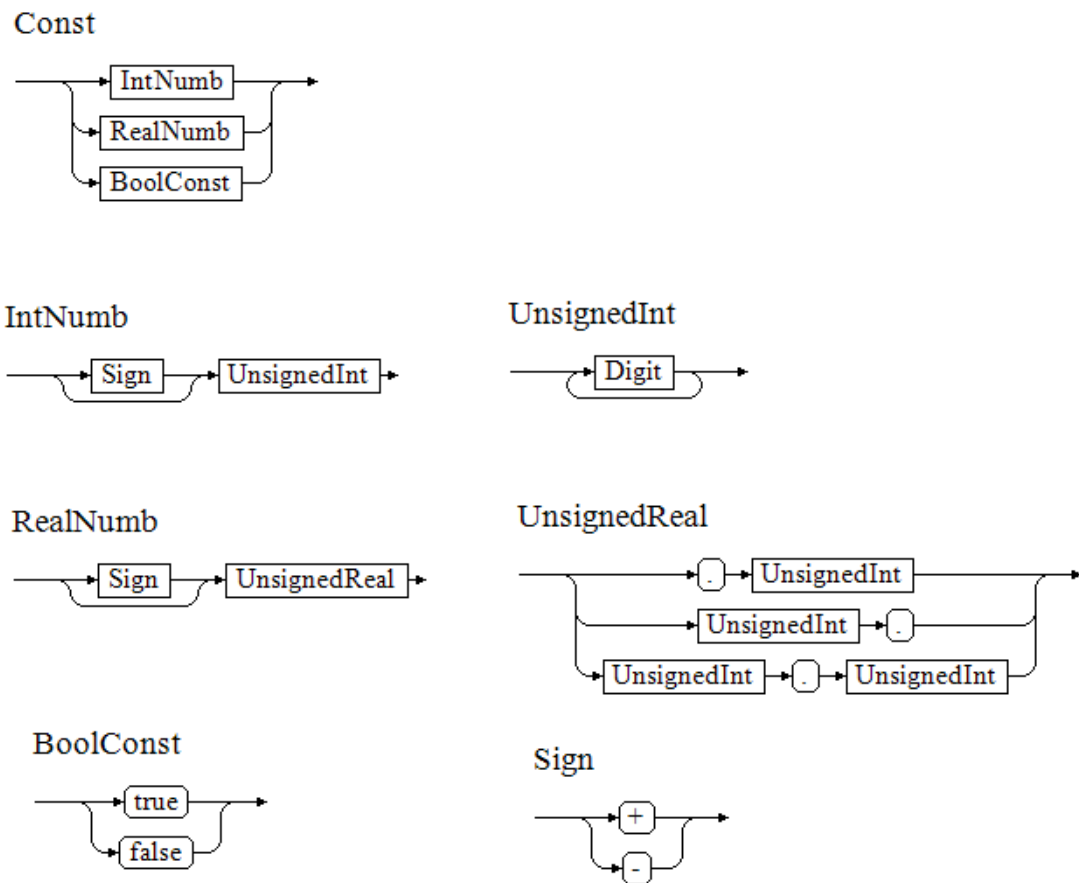 Const
IntNumb
RealNumb
BoolConst
IntNumb
Sign UnsignedInt
UnsignedInt
Digit
RealNumb
Sign UnsignedReal
UnsignedReal
. UnsignedInt
UnsignedInt .
UnsignedInt . UnsignedInt
BoolConst
true
false
Sign
+
-